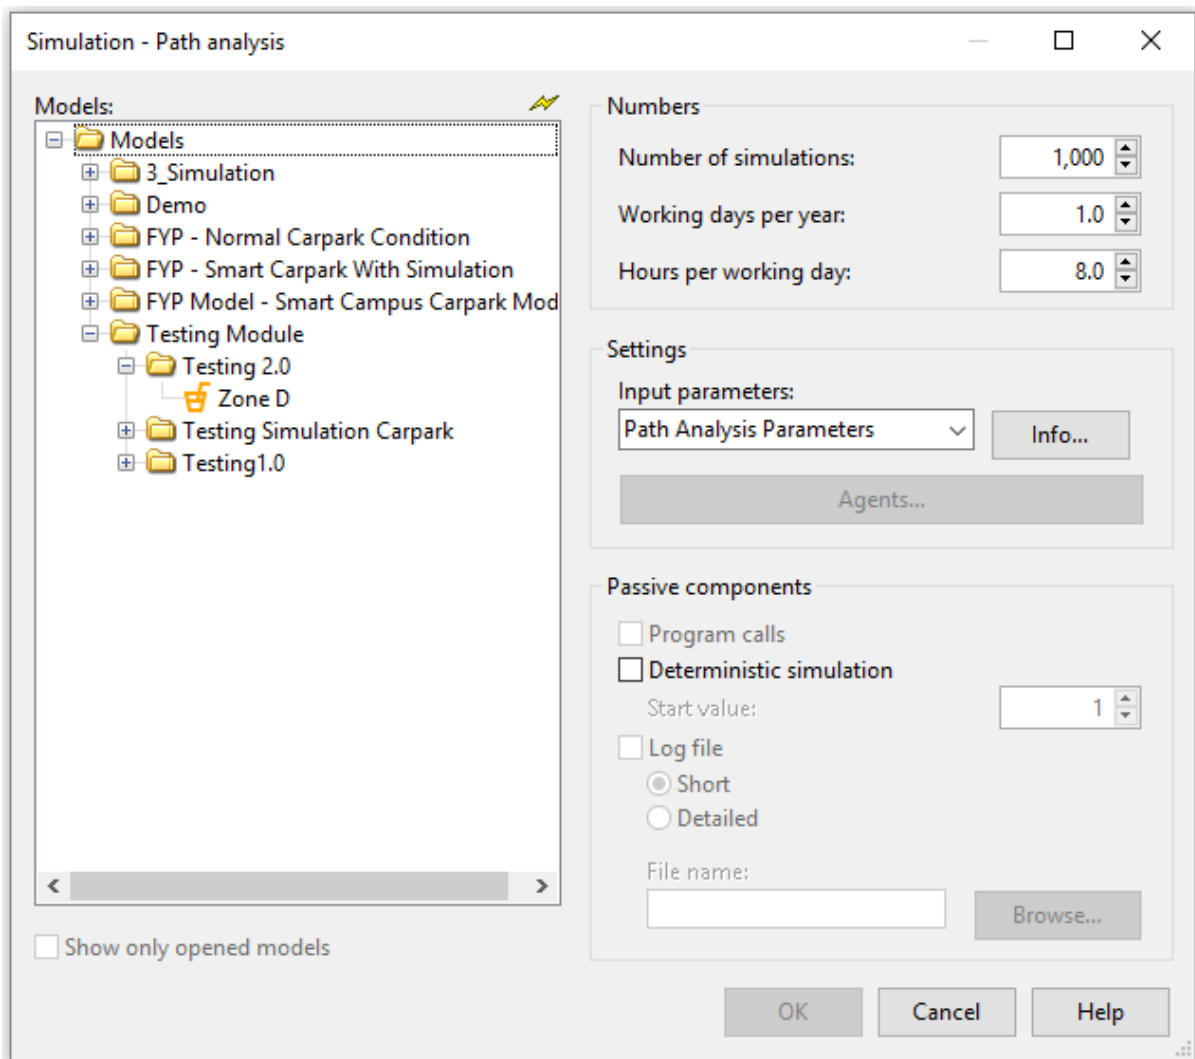 Simulation - Path analysis
Models:
Models
3_Simulation
Demo
FYP - Normal Carpark Condition
FYP - Smart Carpark With Simulation
FYP Model - Smart Campus Carpark Mod
Testing Module
Testing 2.0
Zone D
Testing Simulation Carpark
Testing1.0
Show only opened models
Numbers
Number of simulations: 1,000
Working days per year: 1.0
Hours per working day: 8.0
Settings
Input parameters:
Path Analysis Parameters Info...
Agents...
Passive components
Program calls
Deterministic simulation
Start value: 1
Log file
Short
Detailed
File name:
Browse...
OK Cancel Help